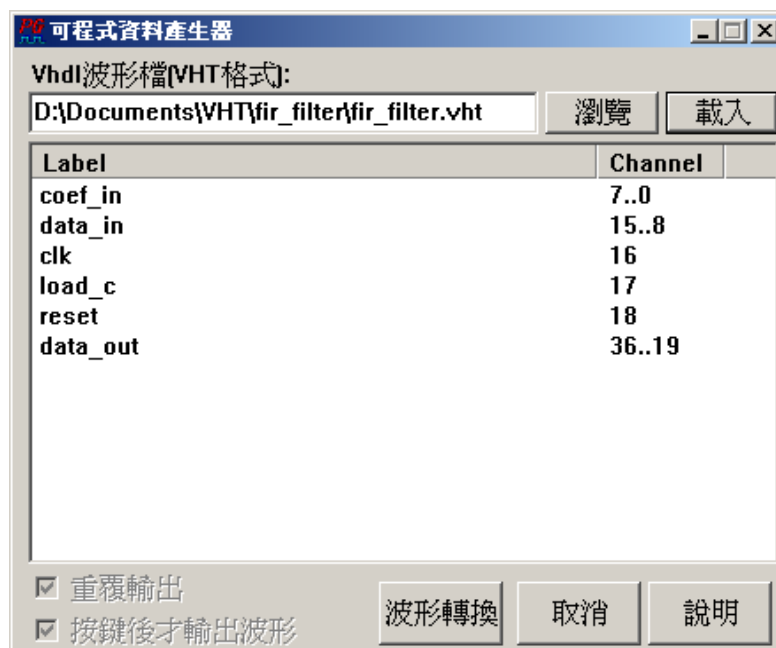 PG 可程式資料產生器
Vhdl波形檔(VHT格式):
D:\Documents\VHT\fir_filter\fir_filter.vht 瀏覽 載入
Label Channel
coef_in 7..0
data_in 15..8
clk 16
load_c 17
reset 18
data_out 36..19
重覆輸出
按鍵後才輸出波形
波形轉換 取消 說明